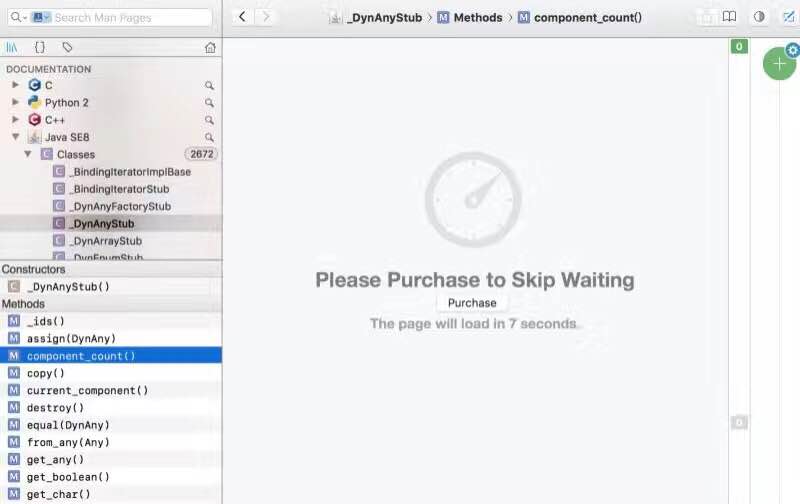 Search Man Pages
_DynAnyStub
Methods
component_count()
DOCUMENTATION
C
Python 2
C++
Java SE8
Classes
2672
_BindingIteratorImplBase
_BindingIteratorStub
_DynAnyFactoryStub
_DynAnyStub
_DynArrayStub
_DynEnumStub
Constructors
_DynAnyStub()
Methods
_ids()
assign(DynAny)
component_count()
copy()
current_component()
destroy()
equal(DynAny)
from_any(Any)
get_any()
get_boolean()
get_char()
Please Purchase to Skip Waiting
Purchase
The page will load in 7 seconds
0
0